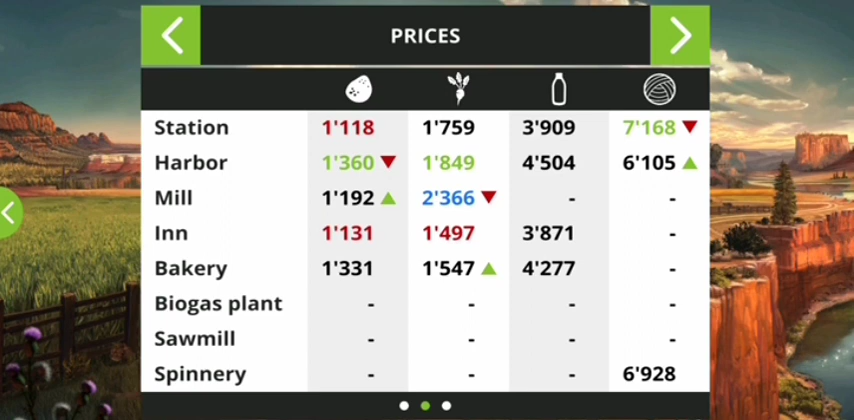 PRICES
Station 1'118 1'759 3'909 7'168
Harbor 1'360 1'849 4'504 6'105
Mill 1'192 2'366 - -
Inn 1'131 1'497 3'871 -
Bakery 1'331 1'547 4'277 -
Biogas plant - - - -
Sawmill - - - -
Spinnery - - - 6'928